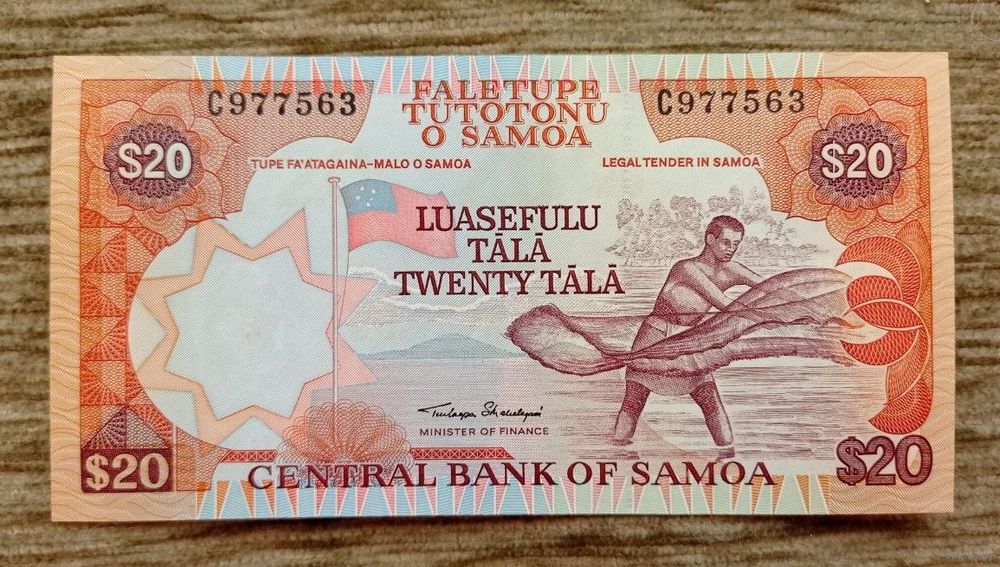 C977563
FALETUPE
TUTOTONU
O SAMOA
C977563
$20
TUPE FA'ATAGAINA-MALO O SAMOA
LEGAL TENDER IN SAMOA
$20
LUASEFULU
TĀLĀ
TWENTY TĀLĀ
MINISTER OF FINANCE
$20
CENTRAL BANK OF SAMOA
$20